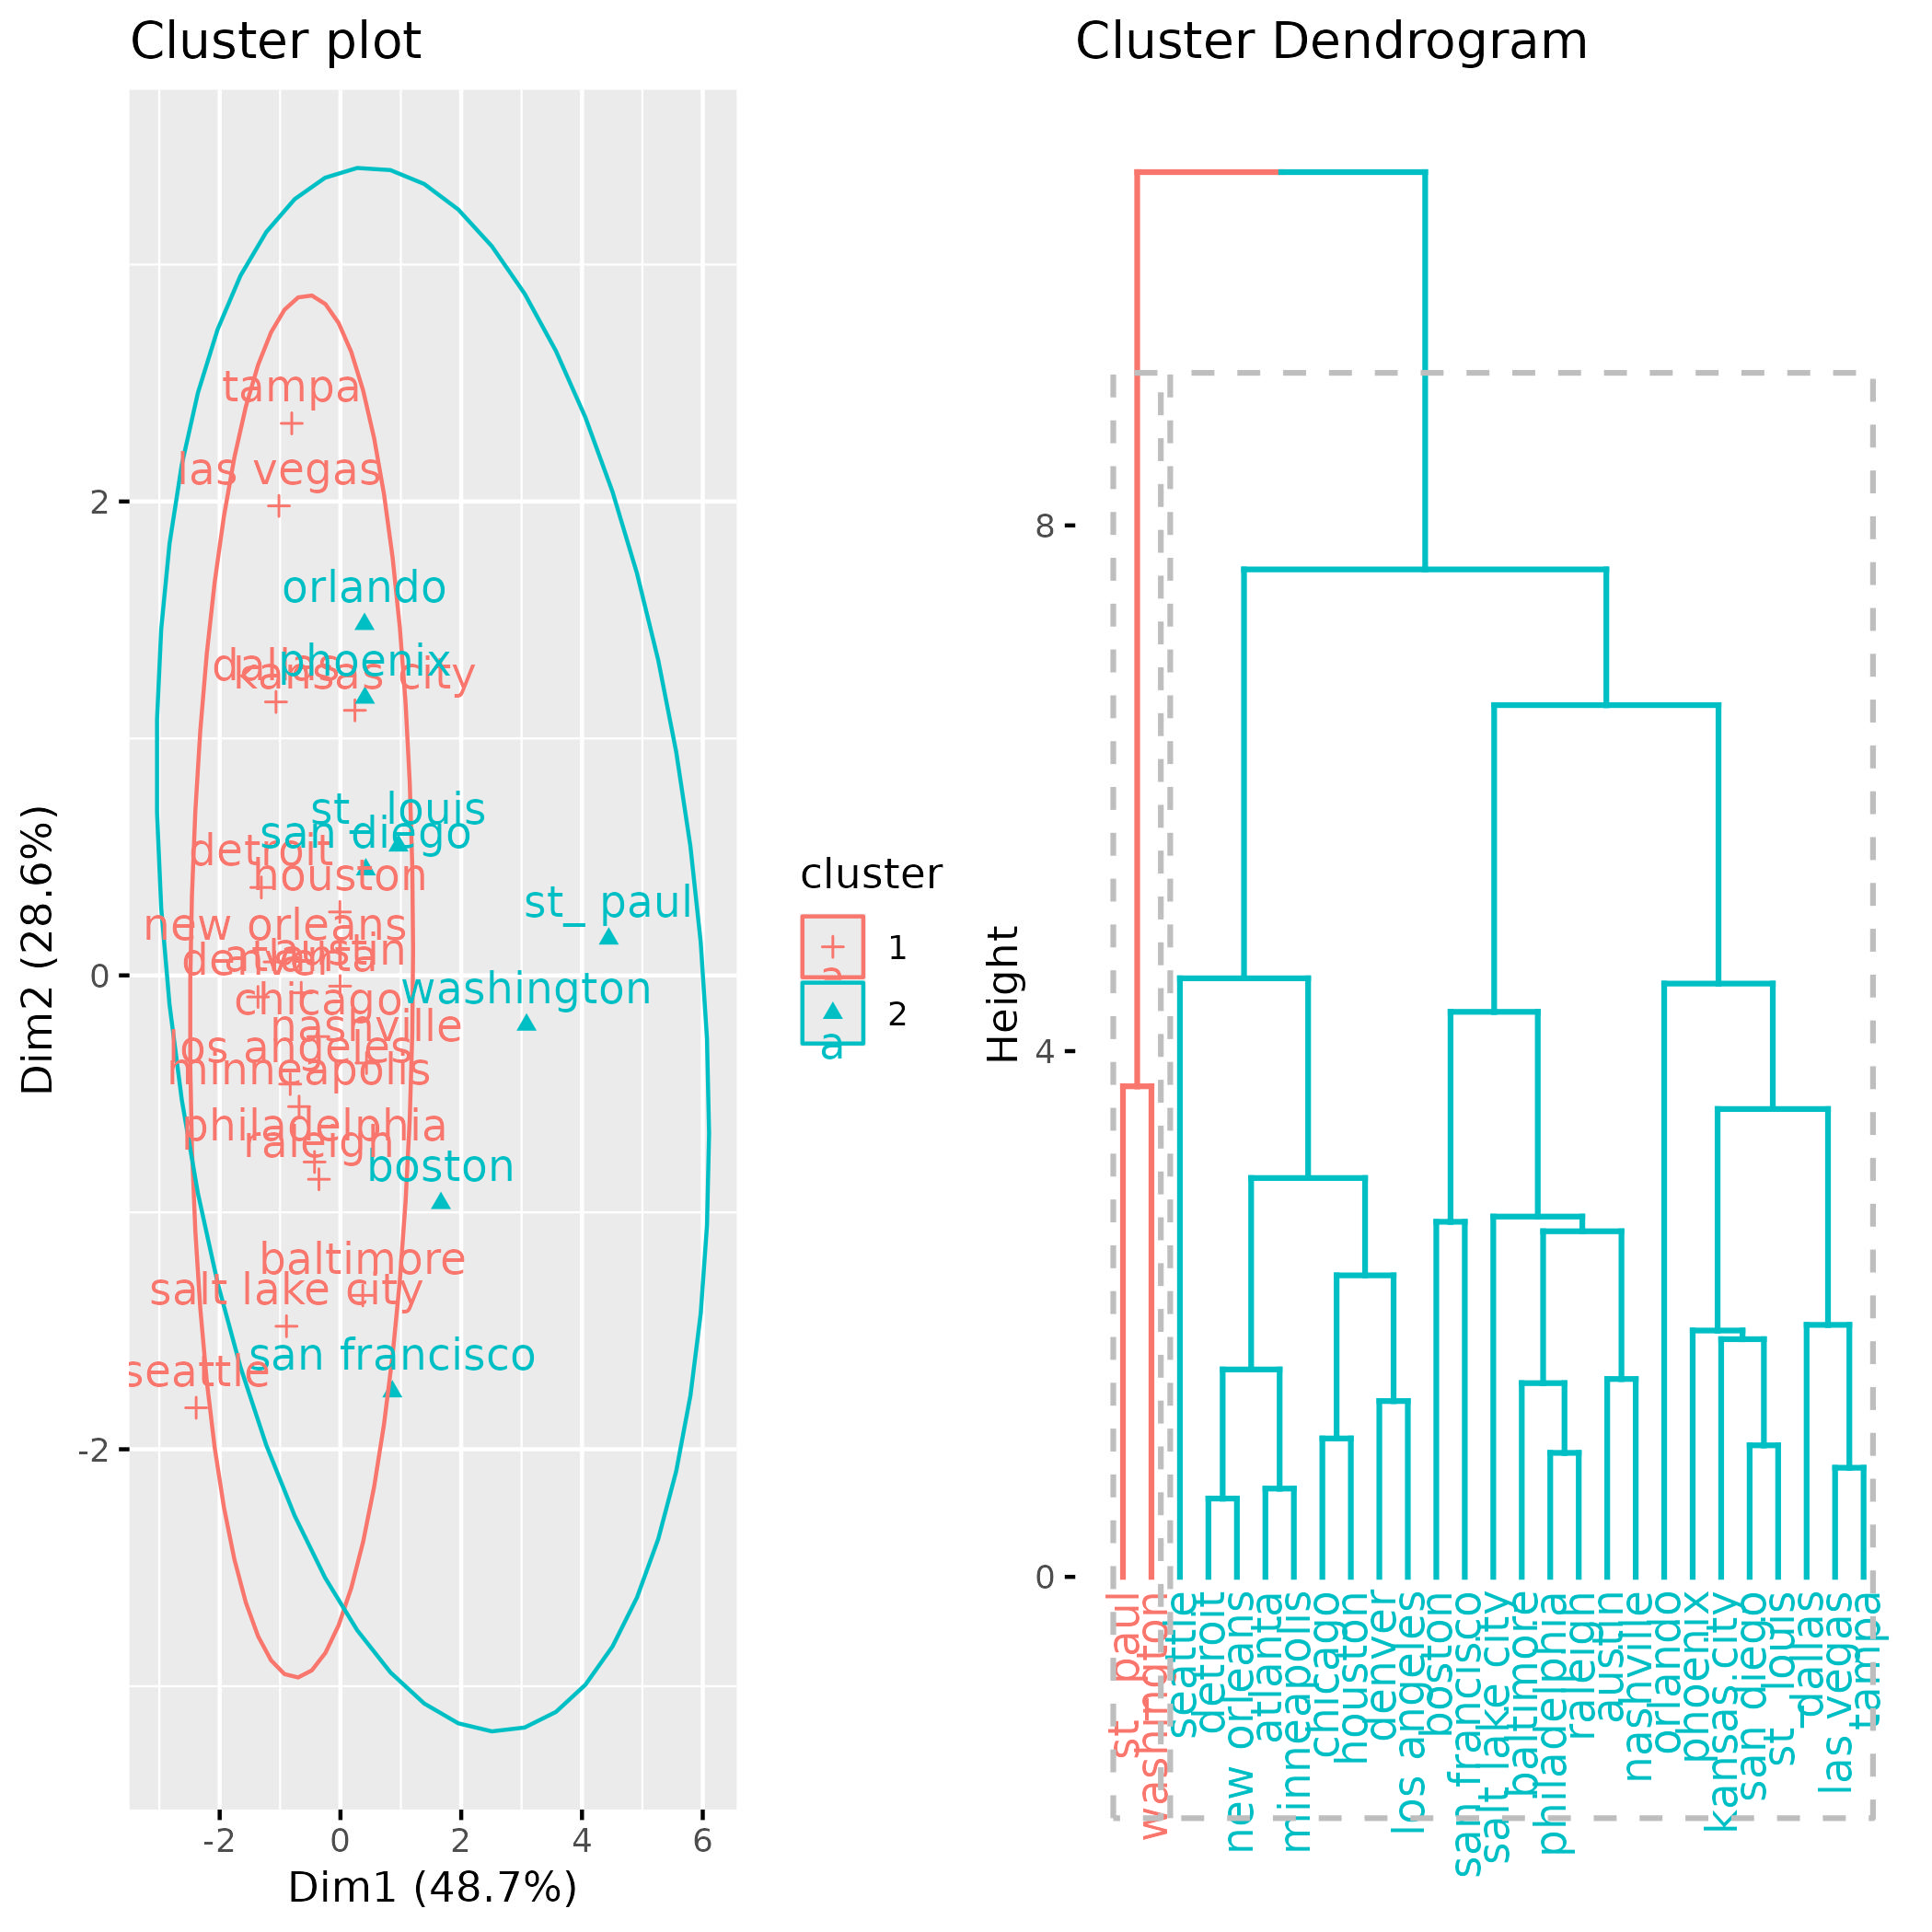 Cluster plot
tampa
las vegas
orlando
dallas
phoenix
kansas city
st_ louis
san diego
detroit
houston
st_ paul
new orleans
austin
atlanta
denver
washington
chicago
nashville
los angeles
minneapolis
philadelphia
raleigh
boston
baltimore
salt lake city
san francisco
seattle
2
0
-2
Dim2 (28.6%)
-2 0 2 4 6
Dim1 (48.7%)
cluster
1
a
2
Cluster Dendrogram
8
4
0
Height
st_ paul
washington
seattle
detroit
new orleans
atlanta
minneapolis
chicago
houston
denver
los angeles
boston
san francisco
salt lake city
baltimore
philadelphia
raleigh
austin
nashville
orlando
phoenix
kansas city
san diego
st_ louis
dallas
las vegas
tampa